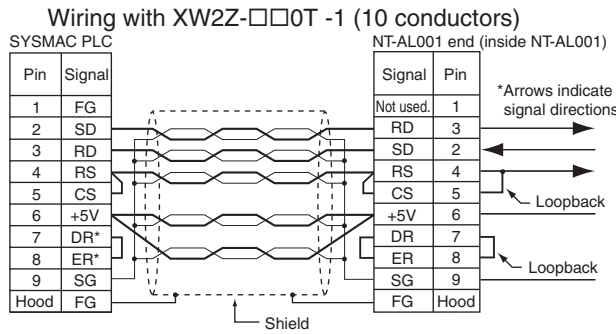 Wiring with XW2Z-□□0T -1 (10 conductors)
SYSMAC PLC NT-AL001 end (inside NT-AL001)
Pin Signal Signal Pin
*Arrows indicate
signal directions
1 FG Not used. 1
2 SD RD 3
3 RD SD 2
4 RS RS 4
5 CS CS 5
Loopback
6 +5V +5V 6
7 DR* DR 7
8 ER* ER 8
Loopback
9 SG SG 9
Hood FG FG Hood
Shield